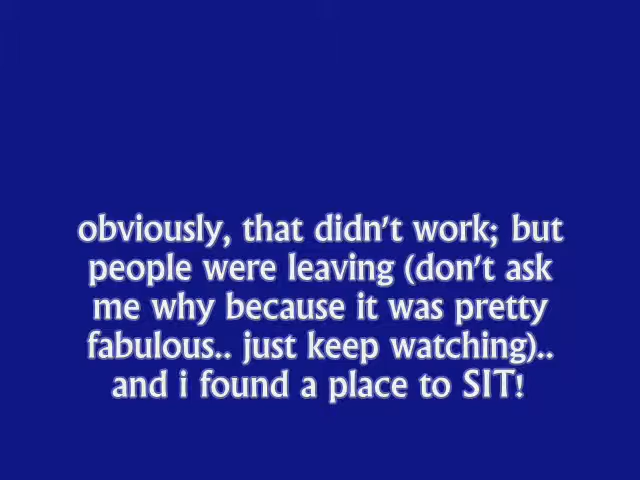 obviously, that didn't work; but
people were leaving (don't ask
me why because it was pretty
fabulous.. just keep watching)..
and i found a place to SIT!